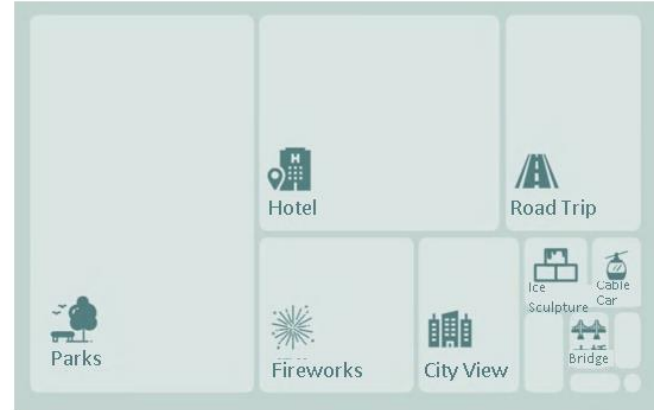 Hotel
Road Trip
Parks
Fireworks
City View
Ice
Sculpture
Cable
Car
Bridge